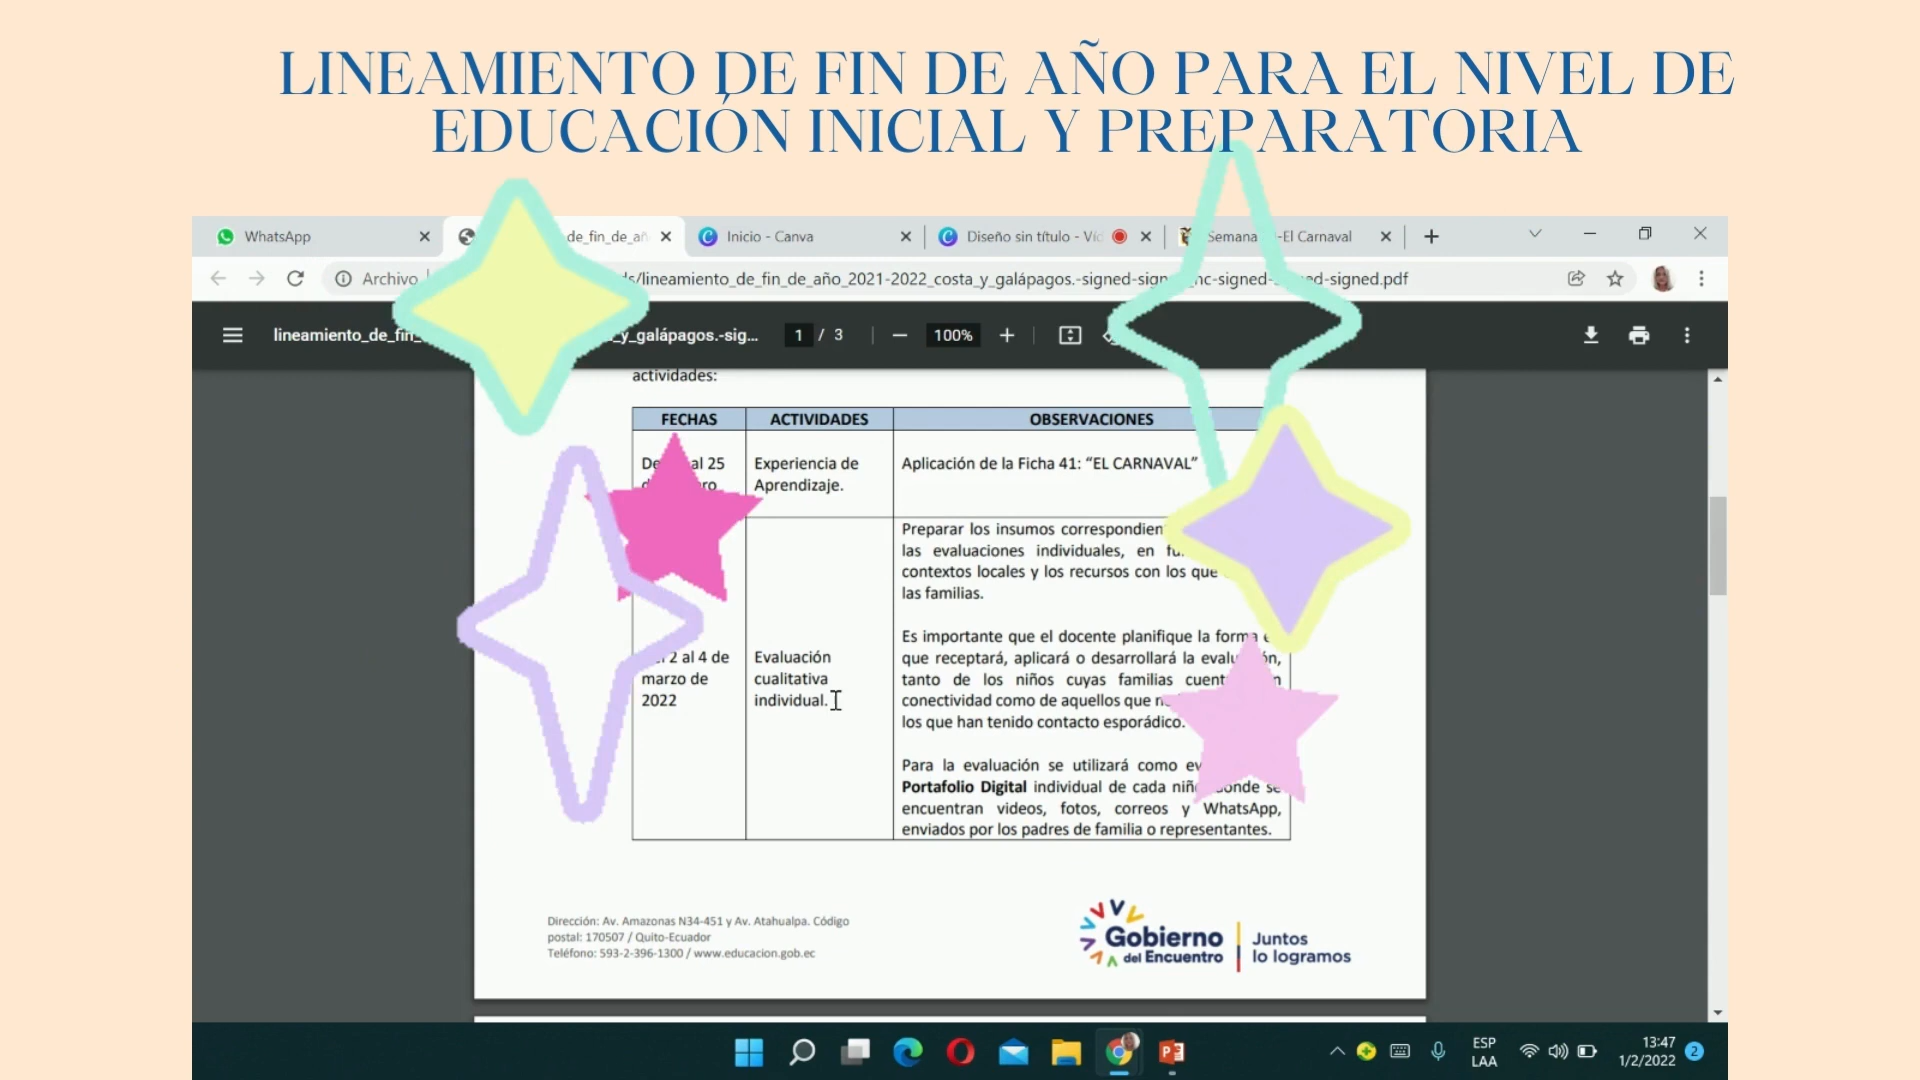 LINEAMIENTO DE FIN DE AÑO PARA EL NIVEL DE
EDUCACIÓN INICIAL Y PREPARATORIA
WhatsApp
de_fin_de_añ
Inicio - Canva
Diseño sin título - Víd
Semana -El Carnaval
Archivo
s/lineamiento_de_fin_de_año_2021-2022_costa_y_galápagos.-signed-sign nc-signed- ed-signed.pdf
lineamiento_de_fin_ _y_galápagos.-sig...
1 / 3
100%
actividades:
FECHAS ACTIVIDADES OBSERVACIONES
al 25
Experiencia de
Aprendizaje.
Aplicación de la Ficha 41: “EL CARNAVAL”
Preparar los insumos
las evaluaciones individuales, en
contextos locales y los recursos con los que
las familias.
2 al 4 de
marzo de
2022
Evaluación
cualitativa
individual.
Es importante que el docente planifique la forma
que receptará, aplicará o desarrollará la
tanto de los niños cuyas familias
conectividad como de aquellos que
los que han tenido contacto esporádico.
Para la evaluación se utilizará como
Portafolio Digital individual de cada
encuentran videos, fotos, correos y WhatsApp,
enviados por los padres de familia o representantes.
Dirección: Av. Amazonas N34-451 y Av. Atahualpa. Código
postal: 170507 / Quito-Ecuador
Teléfono: 593-2-396-1300 / www.educacion.gob.ec
Gobierno
del Encuentro
Juntos
lo logramos
ESP
LAA
13:47
1/2/2022
2